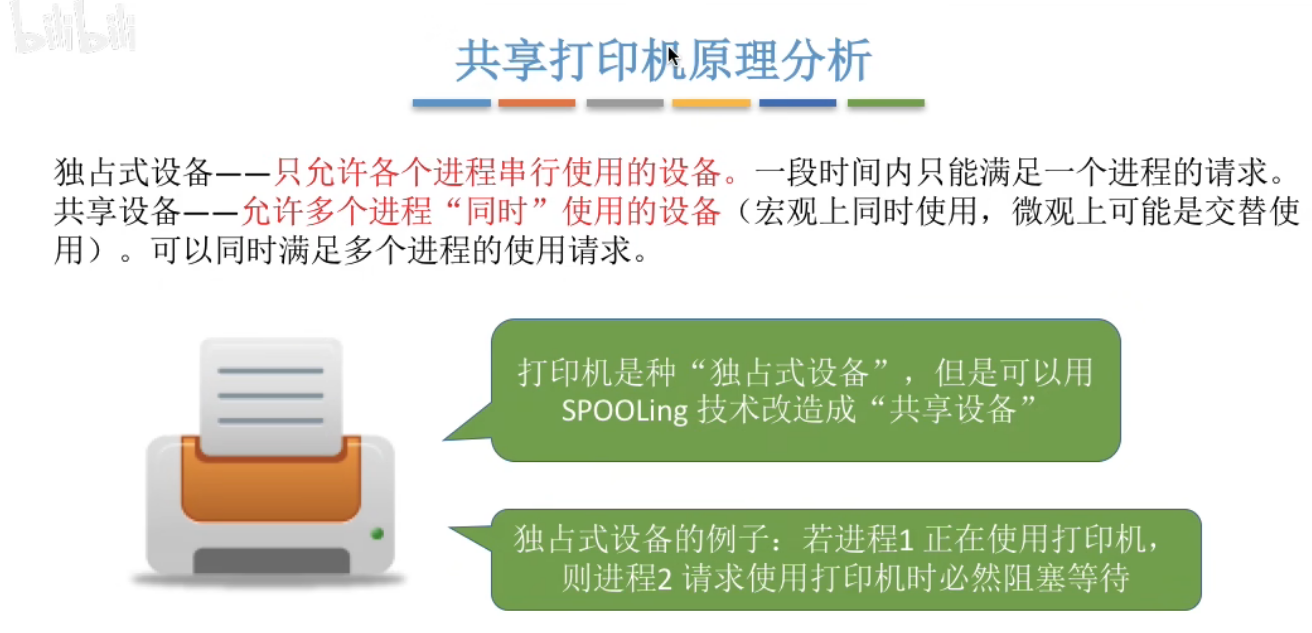 bilibili
共享打印机原理分析
独占式设备——只允许各个进程串行使用的设备。一段时间内只能满足一个进程的请求。
共享设备——允许多个进程“同时”使用的设备（宏观上同时使用，微观上可能是交替使
用）。可以同时满足多个进程的使用请求。
打印机是种“独占式设备”，但是可以用
SPOOLing 技术改造成“共享设备”
独占式设备的例子：若进程1 正在使用打印机，
则进程2 请求使用打印机时必然阻塞等待